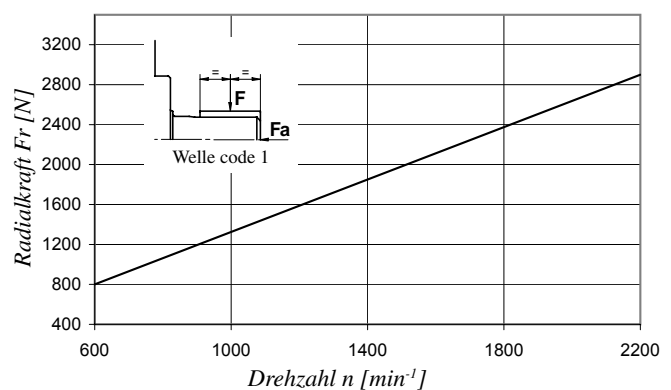 Radialkraft Fr [N]
3200
2800
2400
2000
1600
1200
800
400
= =
F
Fa
Welle code 1
600 1000 1400 1800 2200
Drehzahl n [min⁻¹]